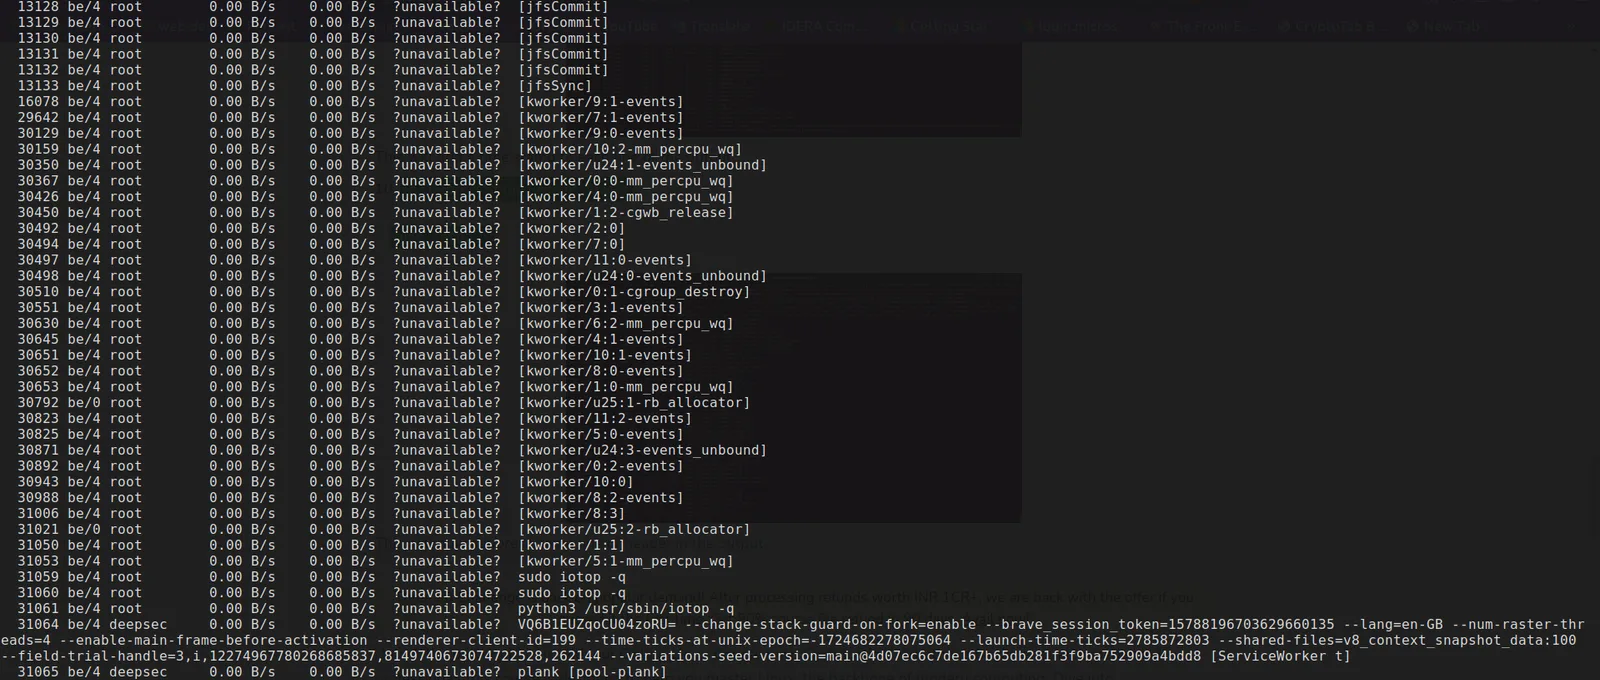 13128 be/4 root 0.00 B/s 0.00 B/s ?unavailable? [jfsCommit]
13129 be/4 root 0.00 B/s 0.00 B/s ?unavailable? [jfsCommit]
13130 be/4 root 0.00 B/s 0.00 B/s ?unavailable? [jfsCommit]
13131 be/4 root 0.00 B/s 0.00 B/s ?unavailable? [jfsCommit]
13132 be/4 root 0.00 B/s 0.00 B/s ?unavailable? [jfsCommit]
13133 be/4 root 0.00 B/s 0.00 B/s ?unavailable? [jfsSync]
16078 be/4 root 0.00 B/s 0.00 B/s ?unavailable? [kworker/9:1-events]
29642 be/4 root 0.00 B/s 0.00 B/s ?unavailable? [kworker/7:1-events]
30129 be/4 root 0.00 B/s 0.00 B/s ?unavailable? [kworker/9:0-events]
30159 be/4 root 0.00 B/s 0.00 B/s ?unavailable? [kworker/10:2-mm_percpu_wq]
30350 be/4 root 0.00 B/s 0.00 B/s ?unavailable? [kworker/u24:1-events_unbound]
30367 be/4 root 0.00 B/s 0.00 B/s ?unavailable? [kworker/0:0-mm_percpu_wq]
30426 be/4 root 0.00 B/s 0.00 B/s ?unavailable? [kworker/4:0-mm_percpu_wq]
30450 be/4 root 0.00 B/s 0.00 B/s ?unavailable? [kworker/1:2-cgwb_release]
30492 be/4 root 0.00 B/s 0.00 B/s ?unavailable? [kworker/2:0]
30494 be/4 root 0.00 B/s 0.00 B/s ?unavailable? [kworker/7:0]
30497 be/4 root 0.00 B/s 0.00 B/s ?unavailable? [kworker/11:0-events]
30498 be/4 root 0.00 B/s 0.00 B/s ?unavailable? [kworker/u24:0-events_unbound]
30510 be/4 root 0.00 B/s 0.00 B/s ?unavailable? [kworker/0:1-cgroup_destroy]
30551 be/4 root 0.00 B/s 0.00 B/s ?unavailable? [kworker/3:1-events]
30630 be/4 root 0.00 B/s 0.00 B/s ?unavailable? [kworker/6:2-mm_percpu_wq]
30645 be/4 root 0.00 B/s 0.00 B/s ?unavailable? [kworker/4:1-events]
30651 be/4 root 0.00 B/s 0.00 B/s ?unavailable? [kworker/10:1-events]
30652 be/4 root 0.00 B/s 0.00 B/s ?unavailable? [kworker/8:0-events]
30653 be/4 root 0.00 B/s 0.00 B/s ?unavailable? [kworker/1:0-mm_percpu_wq]
30792 be/0 root 0.00 B/s 0.00 B/s ?unavailable? [kworker/u25:1-rb_allocator]
30823 be/4 root 0.00 B/s 0.00 B/s ?unavailable? [kworker/11:2-events]
30825 be/4 root 0.00 B/s 0.00 B/s ?unavailable? [kworker/5:0-events]
30871 be/4 root 0.00 B/s 0.00 B/s ?unavailable? [kworker/u24:3-events_unbound]
30892 be/4 root 0.00 B/s 0.00 B/s ?unavailable? [kworker/0:2-events]
30943 be/4 root 0.00 B/s 0.00 B/s ?unavailable? [kworker/10:0]
30988 be/4 root 0.00 B/s 0.00 B/s ?unavailable? [kworker/8:2-events]
31006 be/4 root 0.00 B/s 0.00 B/s ?unavailable? [kworker/8:3]
31021 be/0 root 0.00 B/s 0.00 B/s ?unavailable? [kworker/u25:2-rb_allocator]
31050 be/4 root 0.00 B/s 0.00 B/s ?unavailable? [kworker/1:1]
31053 be/4 root 0.00 B/s 0.00 B/s ?unavailable? [kworker/5:1-mm_percpu_wq]
31059 be/4 root 0.00 B/s 0.00 B/s ?unavailable? sudo iotop -q
31060 be/4 root 0.00 B/s 0.00 B/s ?unavailable? sudo iotop -q
31061 be/4 root 0.00 B/s 0.00 B/s ?unavailable? python3 /usr/sbin/iotop -q
31064 be/4 deepsec 0.00 B/s 0.00 B/s ?unavailable? VQ6B1EUZqoCU04zoRU= --change-stack-guard-on-fork=enable --brave_session_token=15788196703629660135 --lang=en-GB --num-raster-thr
eads=4 --enable-main-frame-before-activation --renderer-client-id=199 --time-ticks-at-unix-epoch=-1724682278075064 --launch-time-ticks=2785872803 --shared-files=v8_context_snapshot_data:100
--field-trial-handle=3,i,12274967780268685837,8149740673074722528,262144 --variations-seed-version=main@4d07ec6c7de167b65db281f3f9ba752909a4bdd8 [ServiceWorker t]
31065 be/4 deepsec 0.00 B/s 0.00 B/s ?unavailable? plank [pool-plank]